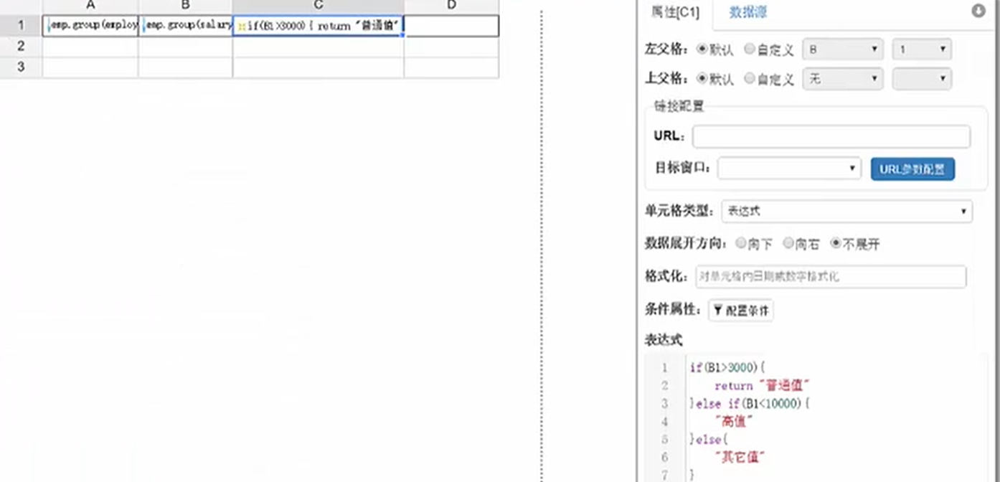 A B C D
1 emp.group(employ emp.group(salary if(B1>3000) { return "普通值"
2
3
属性[C1] 数据源
左父格： 默认 自定义 B 1
上父格： 默认 自定义 无
链接配置
URL：
目标窗口： URL参数配置
单元格类型： 表达式
数据展开方向： 向下 向右 不展开
格式化： 对单元格内日期或数字格式化
条件属性： 配置条件
表达式
1 if(B1>3000){
2 return "普通值"
3 }else if(B1<10000){
4 "高值"
5 }else{
6 "其它值"
7 }